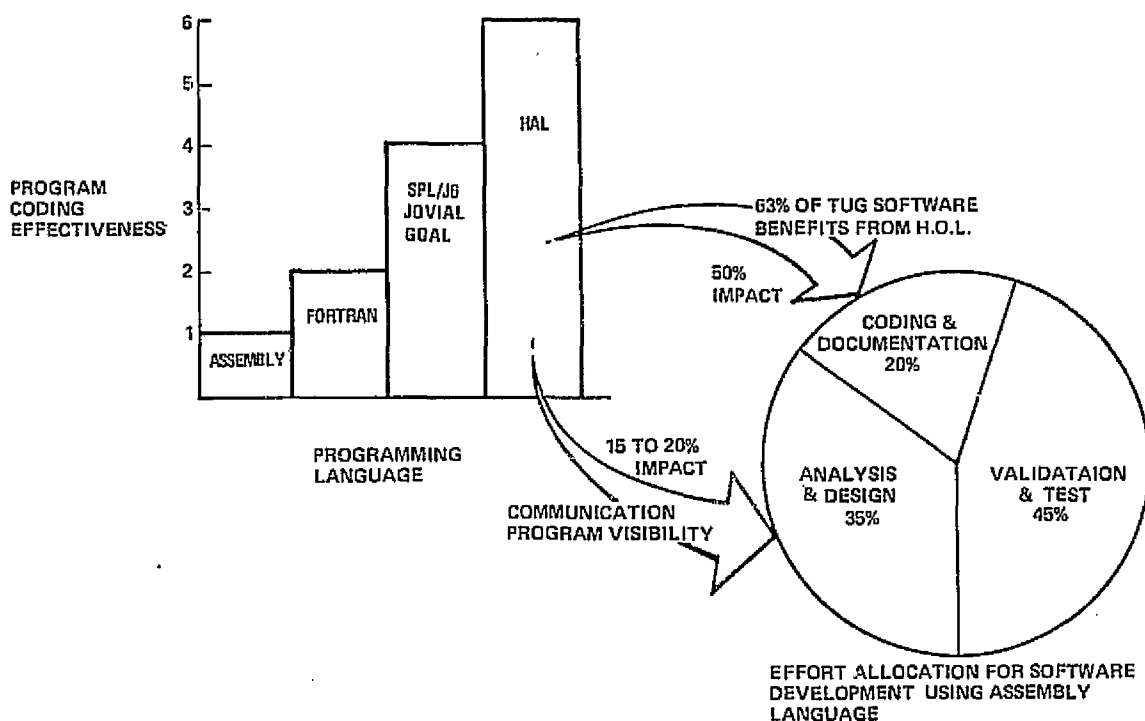 6
5
4
3
2
1
PROGRAM
CODING
EFFECTIVENESS
ASSEMBLY
FORTRAN
SPL/J6
JOVIAL
GOAL
HAL
PROGRAMMING
LANGUAGE
63% OF TUG SOFTWARE
BENEFITS FROM H.O.L.
50%
IMPACT
15 TO 20%
IMPACT
COMMUNICATION
PROGRAM VISIBILITY
CODING &
DOCUMENTATION
20%
ANALYSIS
& DESIGN
35%
VALIDATAION
& TEST
45%
EFFORT ALLOCATION FOR SOFTWARE
DEVELOPMENT USING ASSEMBLY
LANGUAGE